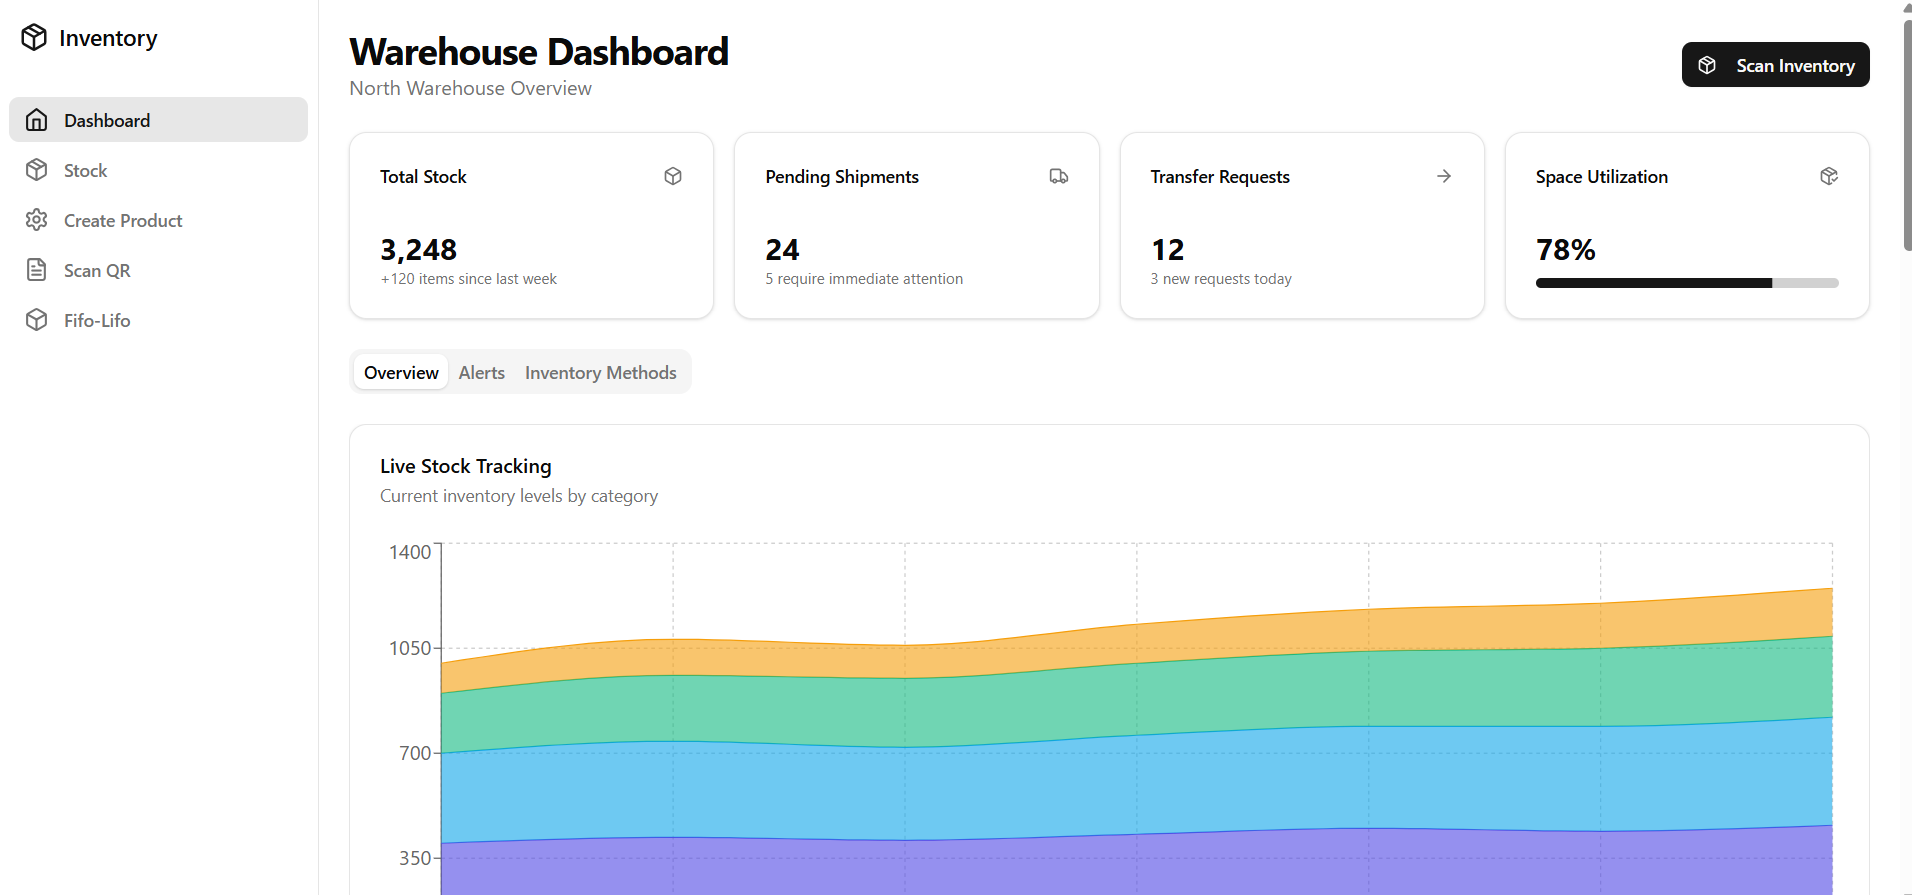 Inventory
Dashboard
Stock
Create Product
Scan QR
Fifo-Lifo
Warehouse Dashboard
North Warehouse Overview
Scan Inventory
Total Stock
3,248
+120 items since last week
Pending Shipments
24
5 require immediate attention
Transfer Requests
12
3 new requests today
Space Utilization
78%
Overview Alerts Inventory Methods
Live Stock Tracking
Current inventory levels by category
1400
1050
700
350